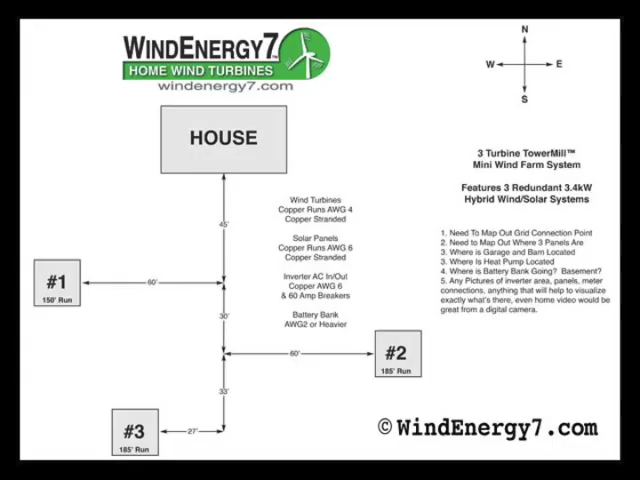 WINDENERGY7™
HOME WIND TURBINES
windenergy7.com
N
W
E
S
HOUSE
3 Turbine TowerMill™
Mini Wind Farm System
Features 3 Redundant 3.4kW
Hybrid Wind/Solar Systems
Wind Turbines
Copper Runs AWG 4
Copper Stranded
Solar Panels
Copper Runs AWG 6
Copper Stranded
Inverter AC In/Out
Copper AWG 6
& 60 Amp Breakers
Battery Bank
AWG2 or Heavier
1. Need To Map Out Grid Connection Point
2. Need to Map Out Where 3 Panels Are
3. Where is Garage and Barn Located
3. Where Is Heat Pump Located
4. Where is Battery Bank Going? Basement?
5. Any Pictures of inverter area, panels, meter
connections, anything that will help to visualize
exactly what's there, even home video would be
great from a digital camera.
45'
#1
150' Run
60'
30'
60'
#2
185' Run
33'
#3
185' Run
27'
©WindEnergy7.com